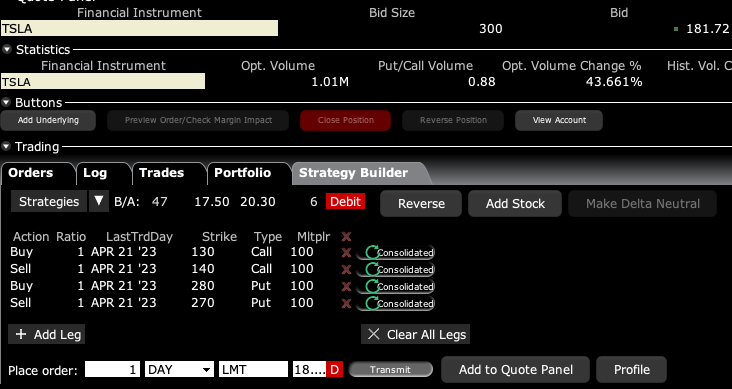 Quote Panel
Financial Instrument Bid Size Bid
TSLA 300 181.72
Statistics
Financial Instrument Opt. Volume Put/Call Volume Opt. Volume Change % Hist. Vol. C
TSLA 1.01M 0.88 43.661%
Buttons
Add Underlying Preview Order/Check Margin Impact Close Position Reverse Position View Account
Trading
Orders Log Trades Portfolio Strategy Builder
Strategies ▼ B/A: 47 17.50 20.30 6 Debit Reverse Add Stock Make Delta Neutral
Action Ratio LastTrdDay Strike Type Mltplr X
Buy 1 APR 21 '23 130 Call 100 X Consolidated
Sell 1 APR 21 '23 140 Call 100 X Consolidated
Buy 1 APR 21 '23 280 Put 100 X Consolidated
Sell 1 APR 21 '23 270 Put 100 X Consolidated
+ Add Leg X Clear All Legs
Place order: 1 DAY LMT 18.... D Transmit Add to Quote Panel Profile